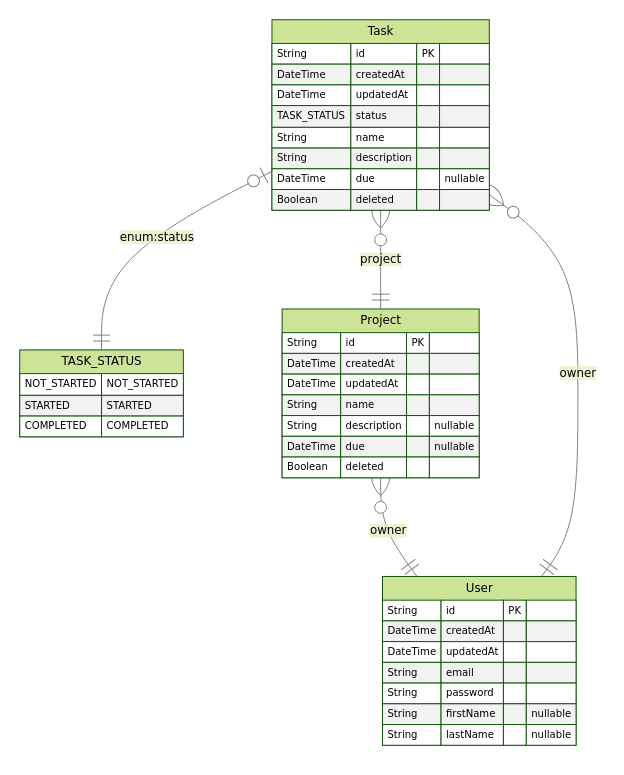 Task
String id PK
DateTime createdAt
DateTime updatedAt
TASK_STATUS status
String name
String description
DateTime due nullable
Boolean deleted
enum:status
project
Project
String id PK
DateTime createdAt
DateTime updatedAt
String name
String description nullable
DateTime due nullable
Boolean deleted
TASK_STATUS
NOT_STARTED NOT_STARTED
STARTED STARTED
COMPLETED COMPLETED
owner
owner
User
String id PK
DateTime createdAt
DateTime updatedAt
String email
String password
String firstName nullable
String lastName nullable